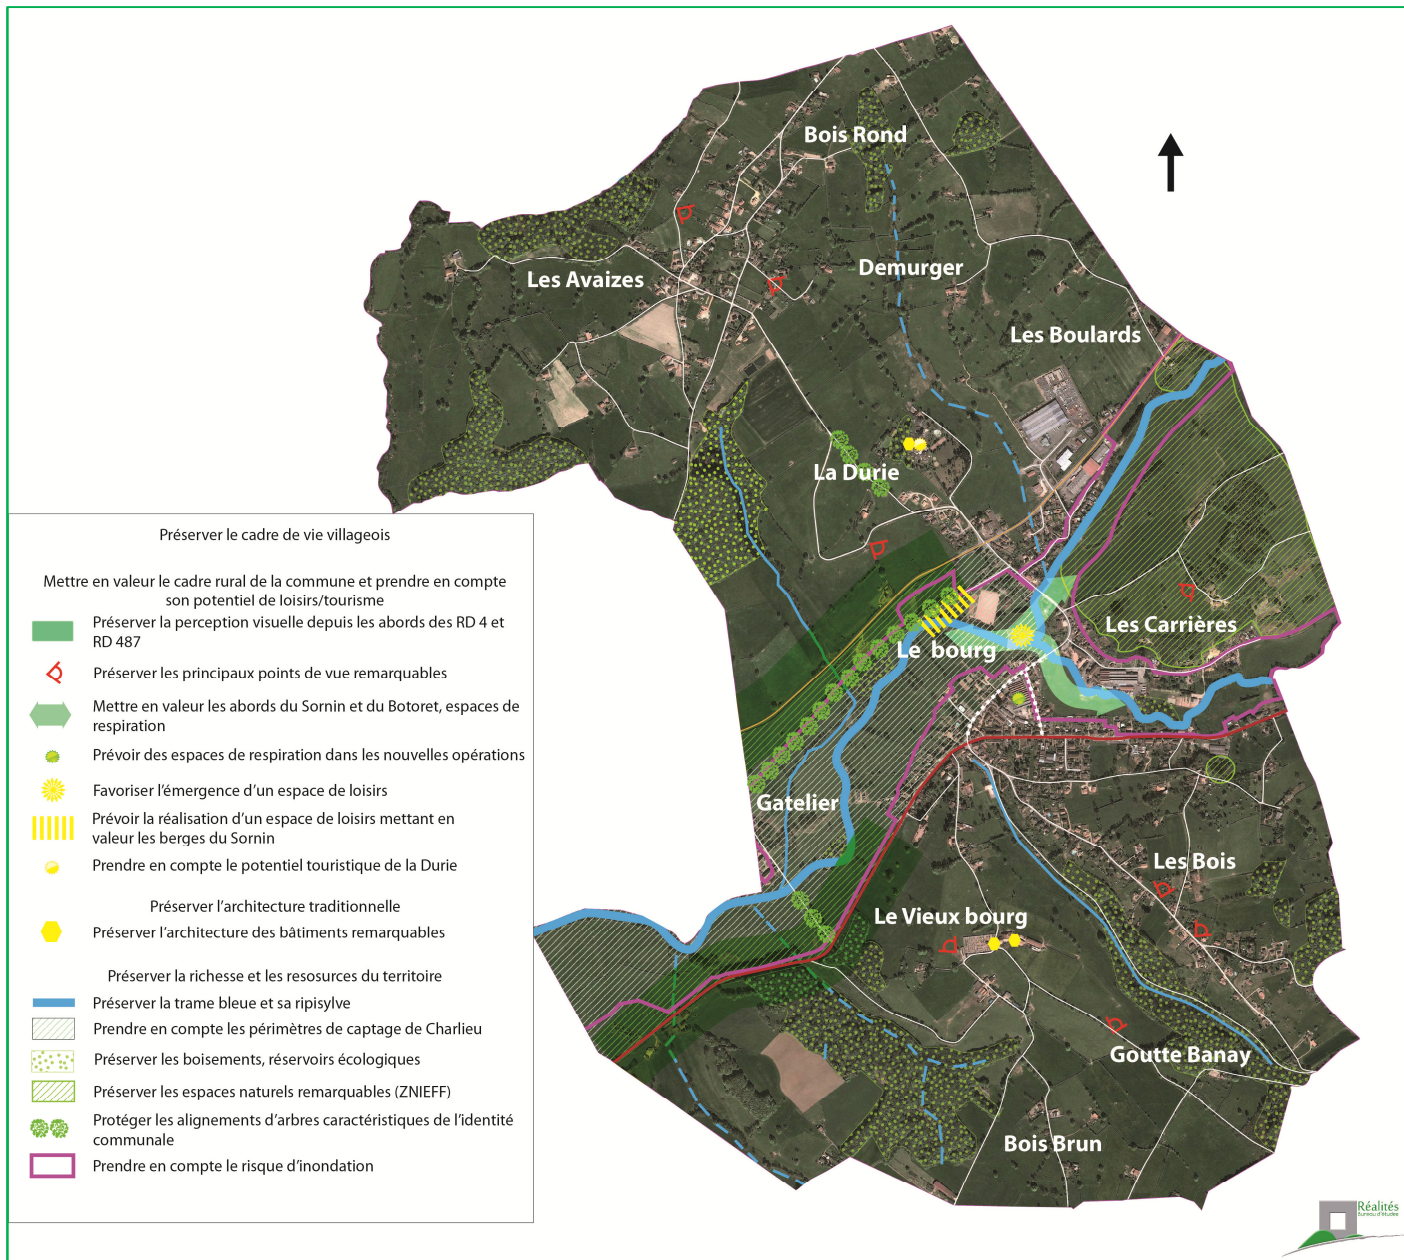 Bois Rond
Les Avaizes
Demurger
Les Boulards
La Durie
Les Carrières
Le bourg
Gatelier
Les Bois
Le Vieux bourg
Goutte Banay
Bois Brun
Préserver le cadre de vie villageois
Mettre en valeur le cadre rural de la commune et prendre en compte
son potentiel de loisirs/tourisme
Préserver la perception visuelle depuis les abords des RD 4 et
RD 487
Préserver les principaux points de vue remarquables
Mettre en valeur les abords du Sornin et du Botoret, espaces de
respiration
Prévoir des espaces de respiration dans les nouvelles opérations
Favoriser l'émergence d'un espace de loisirs
Prévoir la réalisation d'un espace de loisirs mettant en
valeur les berges du Sornin
Prendre en compte le potentiel touristique de la Durie
Préserver l'architecture traditionnelle
Préserver l'architecture des bâtiments remarquables
Préserver la richesse et les resources du territoire
Préserver la trame bleue et sa ripisylve
Prendre en compte les périmètres de captage de Charlieu
Préserver les boisements, réservoirs écologiques
Préserver les espaces naturels remarquables (ZNIEFF)
Protéger les alignements d'arbres caractéristiques de l'identité
communale
Prendre en compte le risque d'inondation
Réalités
Bureau d'études